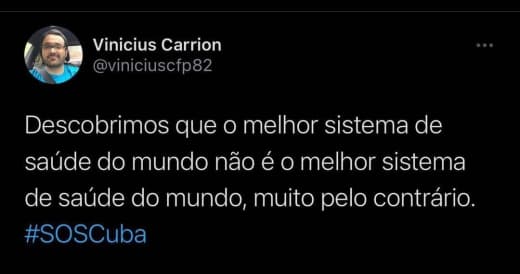 Vinicius Carrion
@viniciuscfp82
Descobrimos que o melhor sistema de
saúde do mundo não é o melhor sistema
de saúde do mundo, muito pelo contrário.
#SOSCuba